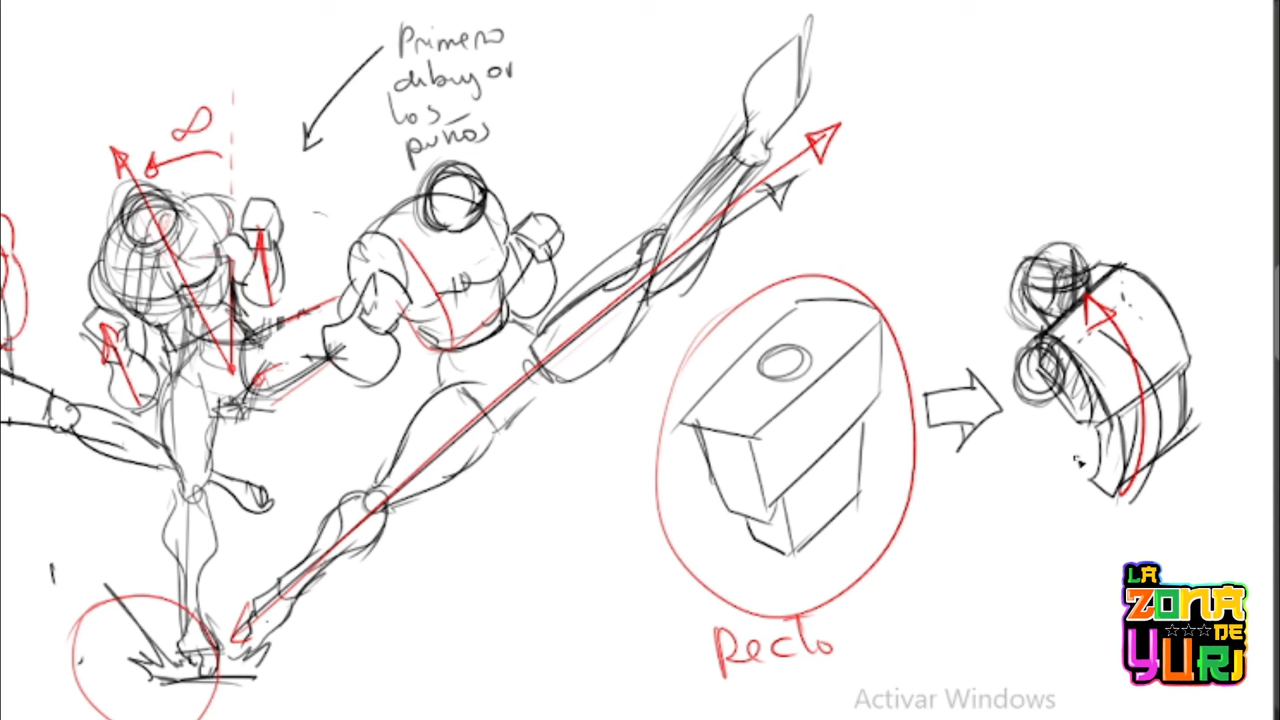 Primero
dibujar
los
puños
∝
Recto
LA
ZONA
DE
YURI
Activar Windows